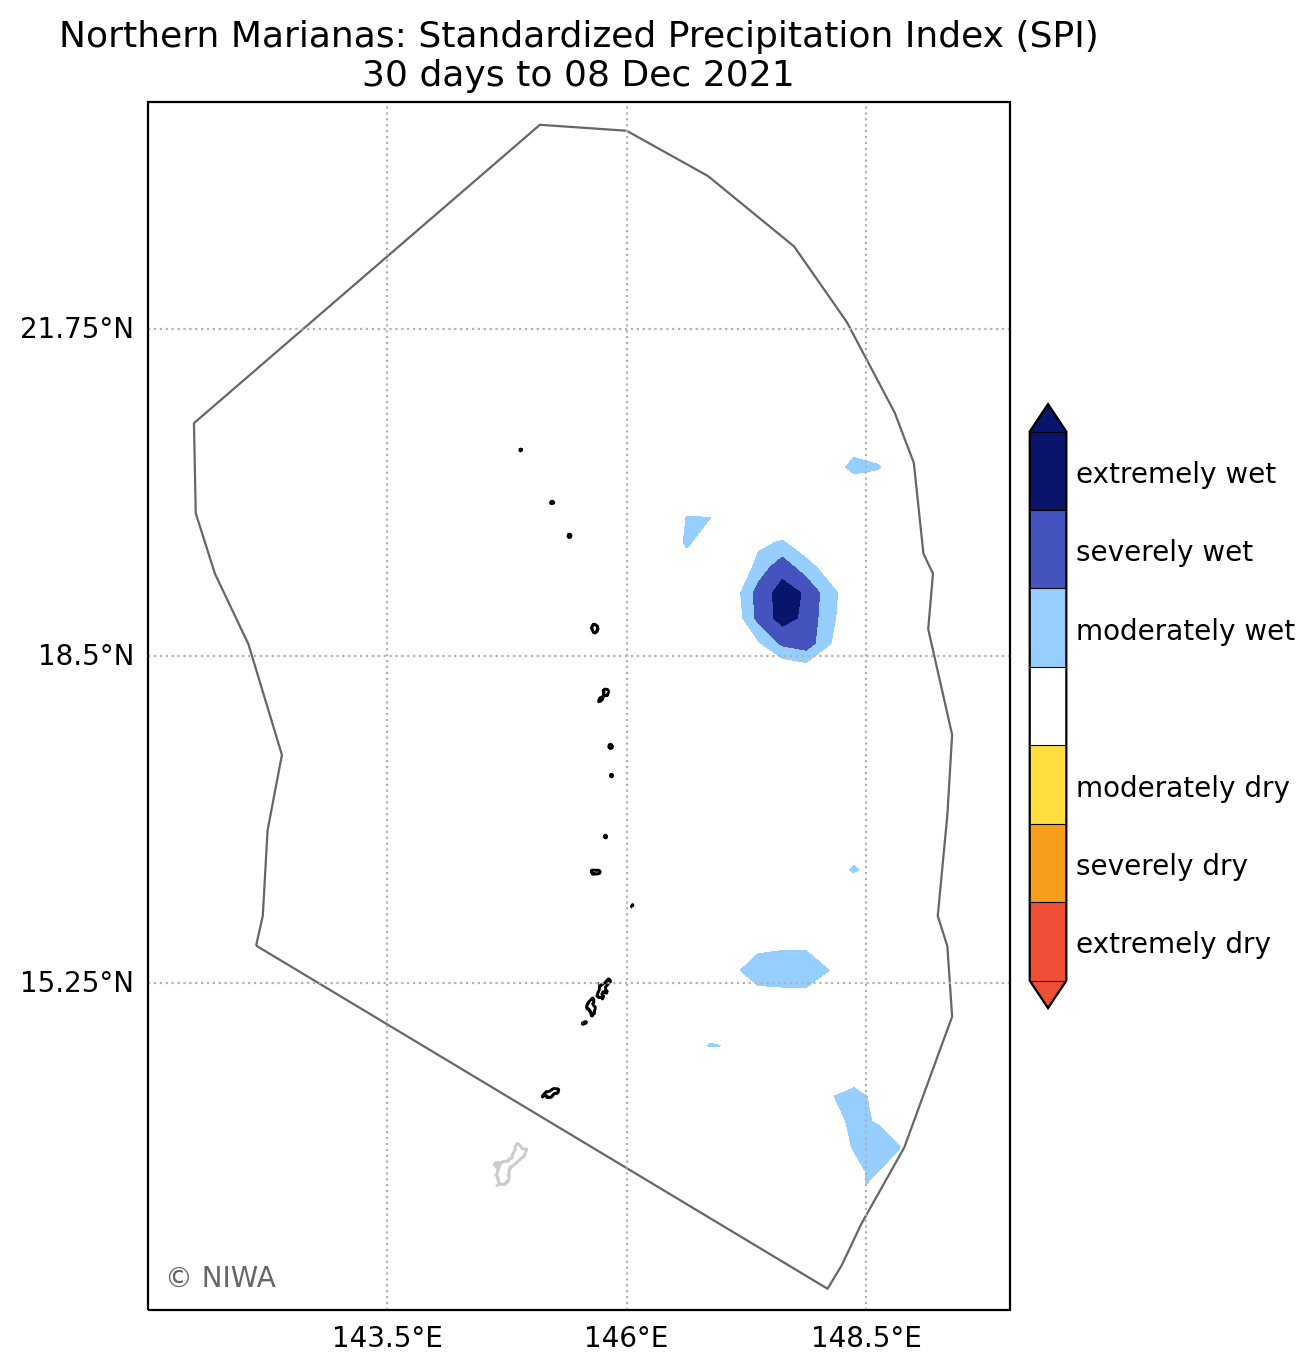 Northern Marianas: Standardized Precipitation Index (SPI)
30 days to 08 Dec 2021
21.75°N
18.5°N
15.25°N
143.5°E
146°E
148.5°E
extremely wet
severely wet
moderately wet
moderately dry
severely dry
extremely dry
© NIWA